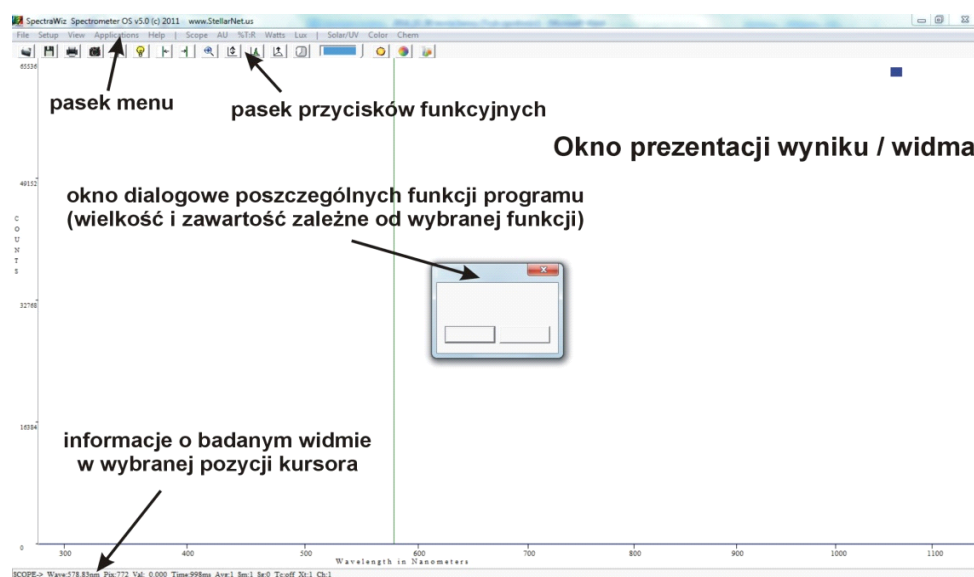 SpectraWiz Spectrometer OS v5.0 (c) 2011 www.StellarNet.us
File Setup View Applications Help | Scope AU %T:R Watts Lux | Solar/UV Color Chem
65536
pasek menu
pasek przycisków funkcyjnych
Okno prezentacji wyniku / widma
49152
okno dialogowe poszczególnych funkcji programu
(wielkość i zawartość zależne od wybranej funkcji)
COUNTS
32768
16384
informacje o badanym widmie
w wybranej pozycji kursora
0
300 400 500 600 700 800 900 1000 1100
Wavelength in Nanometers
SCOPE-> Wave:578.83nm Pix:772 Val: 0.000 Time:998ms Avg:1 Sm:1 Sg:0 Tc:off Xt:1 Ch:1